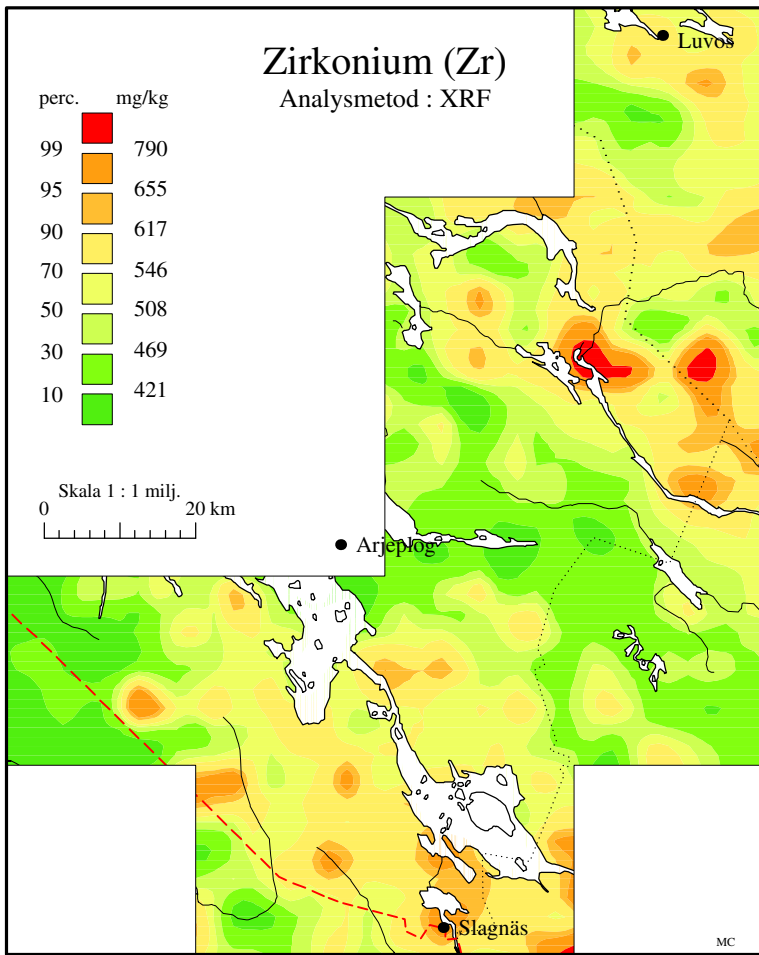 Luvos
Zirkonium (Zr)
Analysmetod : XRF
perc. mg/kg
99 790
95 655
90 617
70 546
50 508
30 469
10 421
Skala 1 : 1 milj.
0 20 km
Arjeplog
Slagnäs
MC